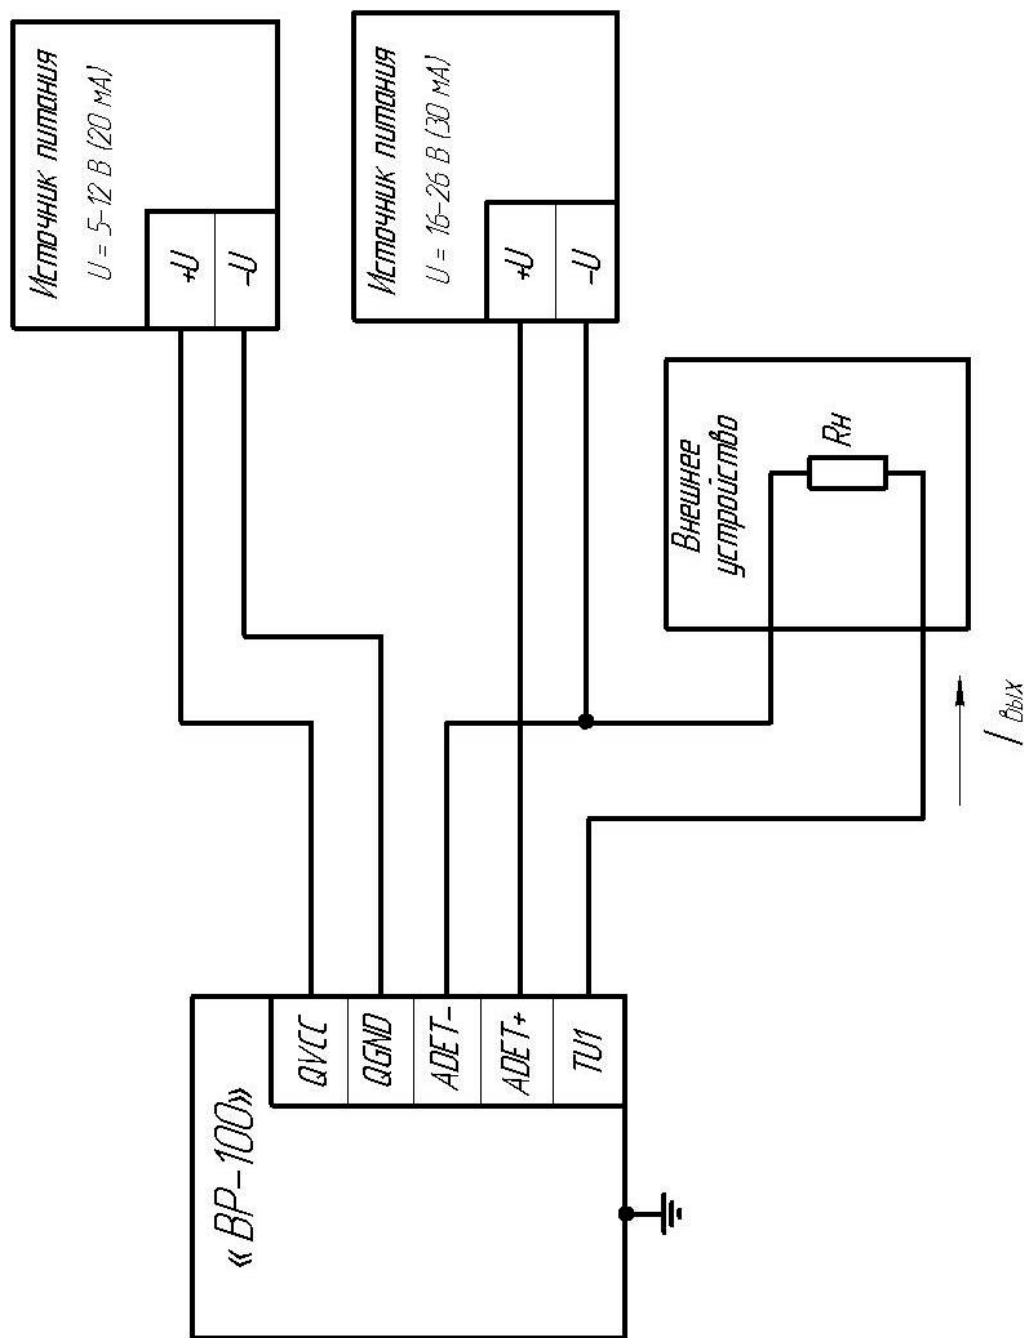 «ВР-100»
QVCC
QGND
ADET-
ADET+
TU1
Источник питания
U = 5-12 В (20 мА)
+U
-U
Источник питания
U = 16-26 В (30 мА)
+U
-U
Внешнее
устройство
Rн
I вых